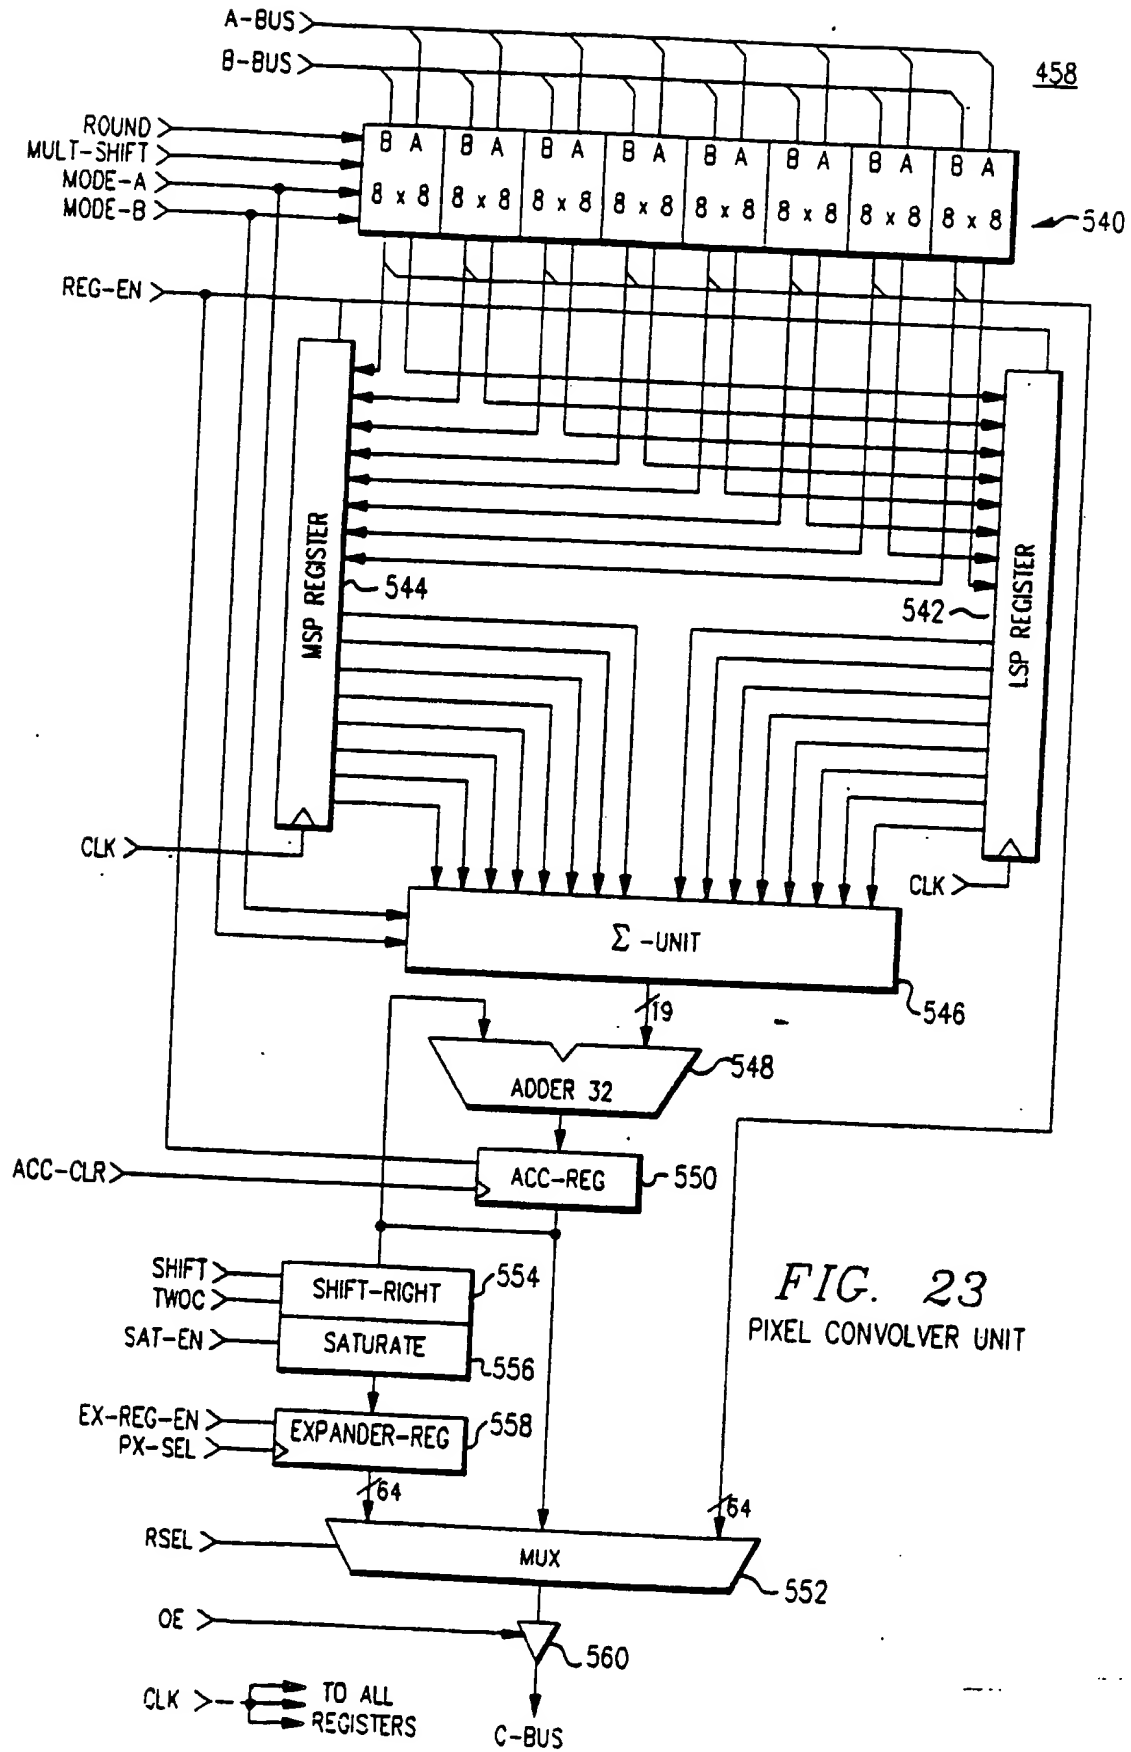 A-BUS
B-BUS
458
ROUND
MULT-SHIFT
MODE-A
MODE-B
B A B A B A B A B A B A B A B A
8 x 8 8 x 8 8 x 8 8 x 8 8 x 8 8 x 8 8 x 8 8 x 8
540
REG-EN
MSP REGISTER
544
542
LSP REGISTER
CLK
CLK
Σ -UNIT
546
19
548
ADDER 32
ACC-CLR
ACC-REG
550
SHIFT
TWOC
SHIFT-RIGHT
554
SAT-EN
SATURATE
556
FIG. 23
PIXEL CONVOLVER UNIT
EX-REG-EN
PX-SEL
EXPANDER-REG
558
64
64
RSEL
MUX
552
OE
560
CLK
TO ALL
REGISTERS
C-BUS